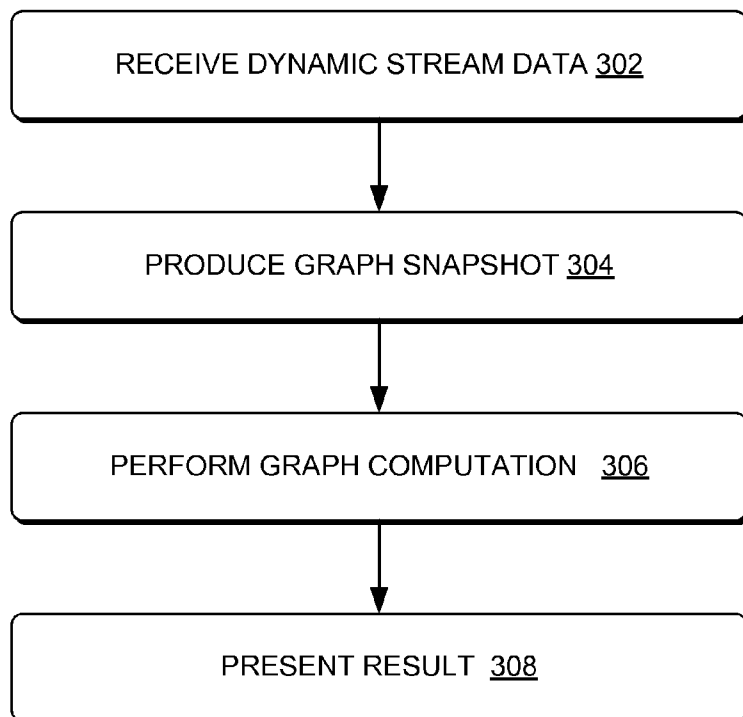 RECEIVE DYNAMIC STREAM DATA 302
PRODUCE GRAPH SNAPSHOT 304
PERFORM GRAPH COMPUTATION 306
PRESENT RESULT 308